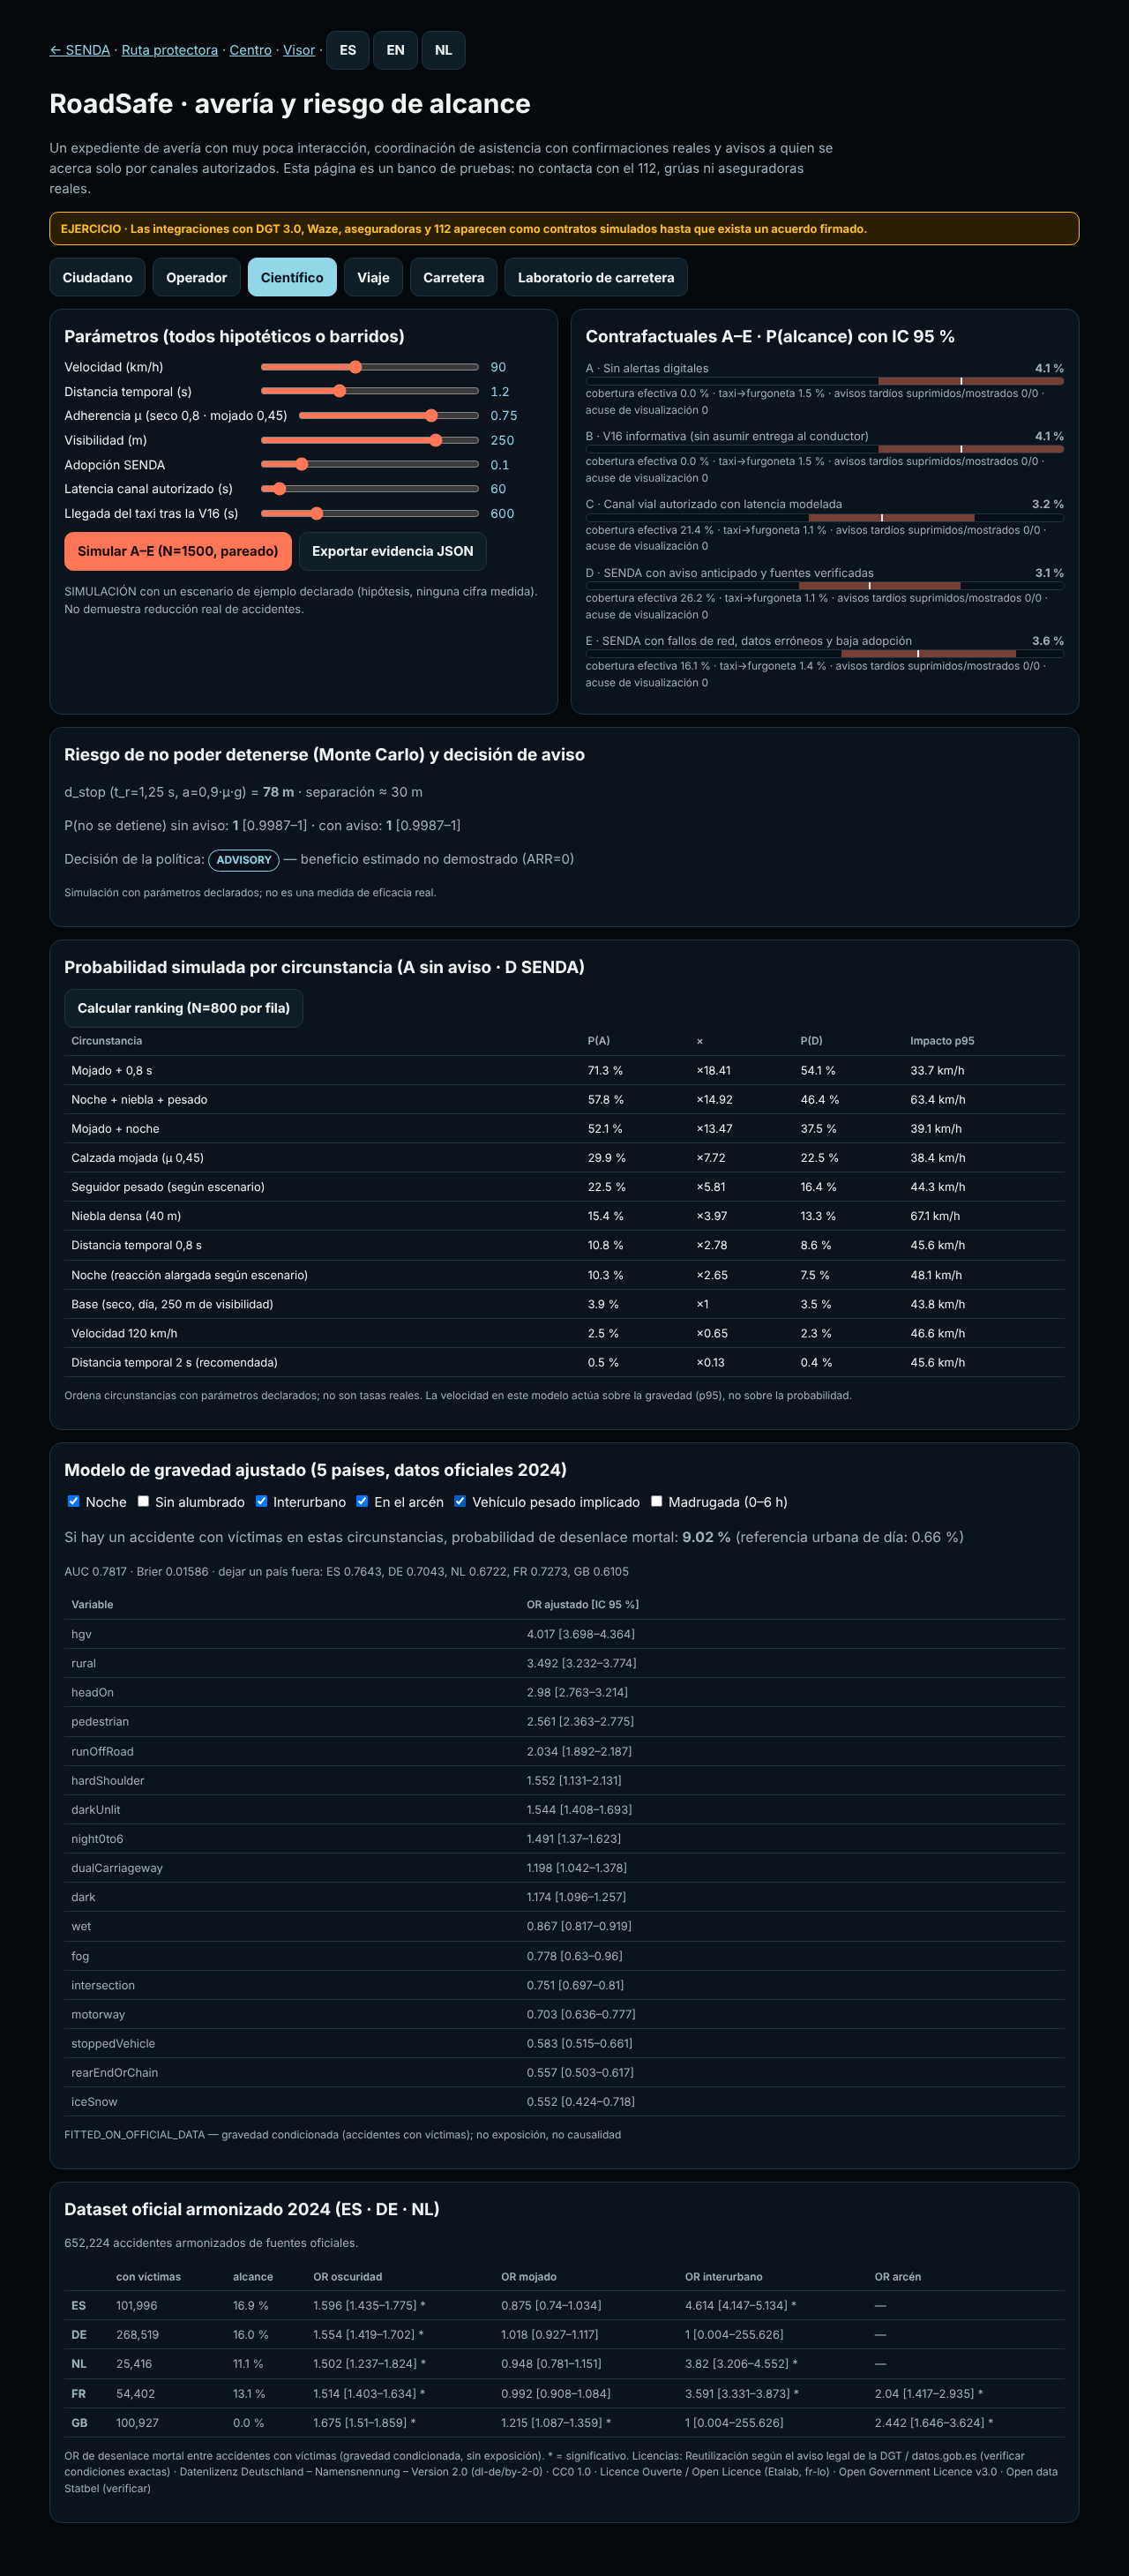 ← SENDA · Ruta protectora · Centro · Visor · ES EN NL
RoadSafe · avería y riesgo de alcance
Un expediente de avería con muy poca interacción, coordinación de asistencia con confirmaciones reales y avisos a quien se
acerca solo por canales autorizados. Esta página es un banco de pruebas: no contacta con el 112, grúas ni aseguradoras
reales.
EJERCICIO · Las integraciones con DGT 3.0, Waze, aseguradoras y 112 aparecen como contratos simulados hasta que exista un acuerdo firmado.
Ciudadano Operador Científico Viaje Carretera Laboratorio de carretera
Parámetros (todos hipotéticos o barridos)
Velocidad (km/h) 90
Distancia temporal (s) 1.2
Adherencia μ (seco 0,8 · mojado 0,45) 0.75
Visibilidad (m) 250
Adopción SENDA 0.1
Latencia canal autorizado (s) 60
Llegada del taxi tras la V16 (s) 600
Simular A–E (N=1500, pareado) Exportar evidencia JSON
SIMULACIÓN con un escenario de ejemplo declarado (hipótesis, ninguna cifra medida).
No demuestra reducción real de accidentes.
Contrafactuales A–E · P(alcance) con IC 95 %
A · Sin alertas digitales 4.1 %
cobertura efectiva 0.0 % · taxi→furgoneta 1.5 % · avisos tardíos suprimidos/mostrados 0/0 ·
acuse de visualización 0
B · V16 informativa (sin asumir entrega al conductor) 4.1 %
cobertura efectiva 0.0 % · taxi→furgoneta 1.5 % · avisos tardíos suprimidos/mostrados 0/0 ·
acuse de visualización 0
C · Canal vial autorizado con latencia modelada 3.2 %
cobertura efectiva 21.4 % · taxi→furgoneta 1.1 % · avisos tardíos suprimidos/mostrados 0/0 ·
acuse de visualización 0
D · SENDA con aviso anticipado y fuentes verificadas 3.1 %
cobertura efectiva 26.2 % · taxi→furgoneta 1.1 % · avisos tardíos suprimidos/mostrados 0/0 ·
acuse de visualización 0
E · SENDA con fallos de red, datos erróneos y baja adopción 3.6 %
cobertura efectiva 16.1 % · taxi→furgoneta 1.4 % · avisos tardíos suprimidos/mostrados 0/0 ·
acuse de visualización 0
Riesgo de no poder detenerse (Monte Carlo) y decisión de aviso
d_stop (t_r=1,25 s, a=0,9·μ·g) = 78 m · separación ≈ 30 m
P(no se detiene) sin aviso: 1 [0.9987–1] · con aviso: 1 [0.9987–1]
Decisión de la política: ADVISORY — beneficio estimado no demostrado (ARR=0)
Simulación con parámetros declarados; no es una medida de eficacia real.
Probabilidad simulada por circunstancia (A sin aviso · D SENDA)
Calcular ranking (N=800 por fila)
Circunstancia P(A) × P(D) Impacto p95
Mojado + 0,8 s 71.3 % ×18.41 54.1 % 33.7 km/h
Noche + niebla + pesado 57.8 % ×14.92 46.4 % 63.4 km/h
Mojado + noche 52.1 % ×13.47 37.5 % 39.1 km/h
Calzada mojada (μ 0,45) 29.9 % ×7.72 22.5 % 38.4 km/h
Seguidor pesado (según escenario) 22.5 % ×5.81 16.4 % 44.3 km/h
Niebla densa (40 m) 15.4 % ×3.97 13.3 % 67.1 km/h
Distancia temporal 0,8 s 10.8 % ×2.78 8.6 % 45.6 km/h
Noche (reacción alargada según escenario) 10.3 % ×2.65 7.5 % 48.1 km/h
Base (seco, día, 250 m de visibilidad) 3.9 % ×1 3.5 % 43.8 km/h
Velocidad 120 km/h 2.5 % ×0.65 2.3 % 46.6 km/h
Distancia temporal 2 s (recomendada) 0.5 % ×0.13 0.4 % 45.6 km/h
Ordena circunstancias con parámetros declarados; no son tasas reales. La velocidad en este modelo actúa sobre la gravedad (p95), no sobre la probabilidad.
Modelo de gravedad ajustado (5 países, datos oficiales 2024)
Noche Sin alumbrado Interurbano En el arcén Vehículo pesado implicado Madrugada (0–6 h)
Si hay un accidente con víctimas en estas circunstancias, probabilidad de desenlace mortal: 9.02 % (referencia urbana de día: 0.66 %)
AUC 0.7817 · Brier 0.01586 · dejar un país fuera: ES 0.7643, DE 0.7043, NL 0.6722, FR 0.7273, GB 0.6105
Variable OR ajustado [IC 95 %]
hgv 4.017 [3.698–4.364]
rural 3.492 [3.232–3.774]
headOn 2.98 [2.763–3.214]
pedestrian 2.561 [2.363–2.775]
runOffRoad 2.034 [1.892–2.187]
hardShoulder 1.552 [1.131–2.131]
darkUnlit 1.544 [1.408–1.693]
night0to6 1.491 [1.37–1.623]
dualCarriageway 1.198 [1.042–1.378]
dark 1.174 [1.096–1.257]
wet 0.867 [0.817–0.919]
fog 0.778 [0.63–0.96]
intersection 0.751 [0.697–0.81]
motorway 0.703 [0.636–0.777]
stoppedVehicle 0.583 [0.515–0.661]
rearEndOrChain 0.557 [0.503–0.617]
iceSnow 0.552 [0.424–0.718]
FITTED_ON_OFFICIAL_DATA — gravedad condicionada (accidentes con víctimas); no exposición, no causalidad
Dataset oficial armonizado 2024 (ES · DE · NL)
652,224 accidentes armonizados de fuentes oficiales.
con víctimas alcance OR oscuridad OR mojado OR interurbano OR arcén
ES 101,996 16.9 % 1.596 [1.435–1.775] * 0.875 [0.74–1.034] 4.614 [4.147–5.134] * —
DE 268,519 16.0 % 1.554 [1.419–1.702] * 1.018 [0.927–1.117] 1 [0.004–255.626] —
NL 25,416 11.1 % 1.502 [1.237–1.824] * 0.948 [0.781–1.151] 3.82 [3.206–4.552] * —
FR 54,402 13.1 % 1.514 [1.403–1.634] * 0.992 [0.908–1.084] 3.591 [3.331–3.873] * 2.04 [1.417–2.935] *
GB 100,927 0.0 % 1.675 [1.51–1.859] * 1.215 [1.087–1.359] * 1 [0.004–255.626] 2.442 [1.646–3.624] *
OR de desenlace mortal entre accidentes con víctimas (gravedad condicionada, sin exposición). * = significativo. Licencias: Reutilización según el aviso legal de la DGT / datos.gob.es (verificar
condiciones exactas) · Datenlizenz Deutschland – Namensnennung – Version 2.0 (dl-de/by-2-0) · CC0 1.0 · Licence Ouverte / Open Licence (Etalab, fr-lo) · Open Government Licence v3.0 · Open data
Statbel (verificar)